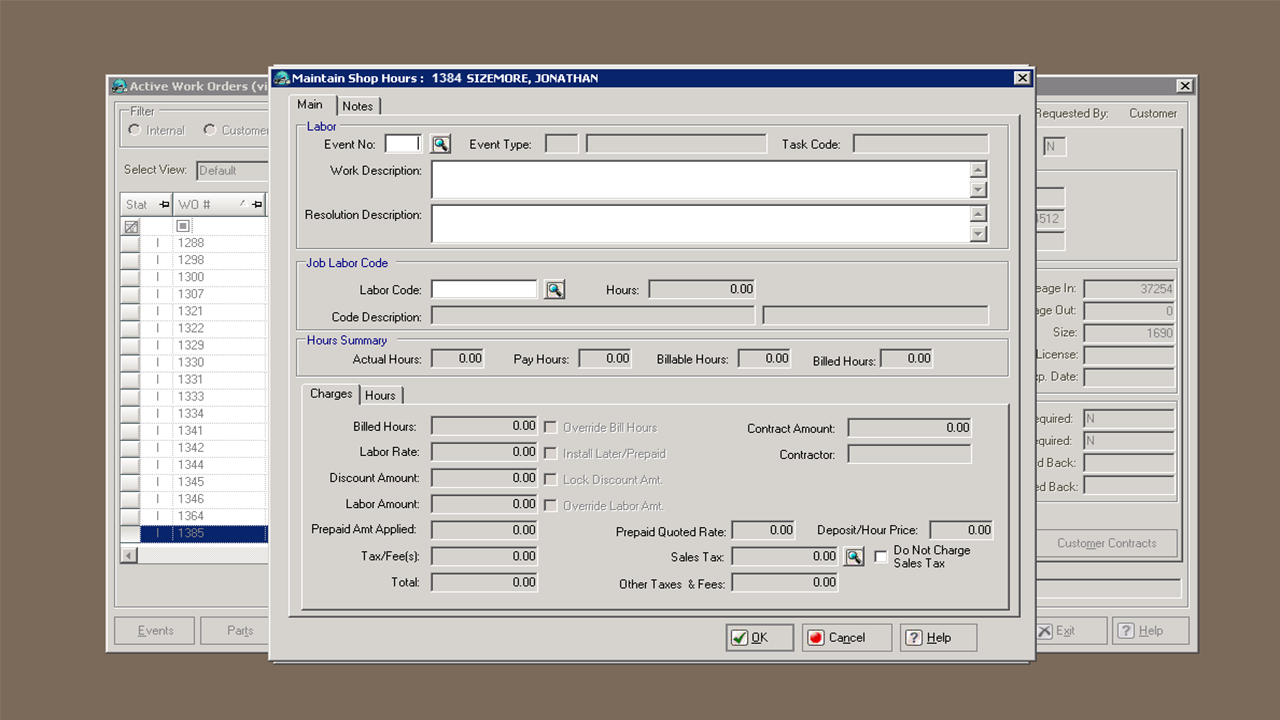 Active Work Orders (vi
Maintain Shop Hours : 1384 SIZEMORE, JONATHAN
Filter
Internal
Custome
Select View: Default
Stat
WO #
I 1288
I 1298
I 1300
I 1307
I 1321
I 1322
I 1329
I 1330
I 1331
I 1333
I 1334
I 1341
I 1342
I 1344
I 1345
I 1346
I 1364
I 1385
Events
Parts
Main
Notes
Labor
Event No:
Event Type:
Task Code:
Work Description:
Resolution Description:
Job Labor Code
Labor Code:
Hours: 0.00
Code Description:
Hours Summary
Actual Hours: 0.00
Pay Hours: 0.00
Billable Hours: 0.00
Billed Hours: 0.00
Charges
Hours
Billed Hours: 0.00
Override Bill Hours
Contract Amount: 0.00
Labor Rate: 0.00
Install Later/Prepaid
Contractor:
Discount Amount: 0.00
Lock Discount Amt.
Labor Amount: 0.00
Override Labor Amt.
Prepaid Amt Applied: 0.00
Prepaid Quoted Rate: 0.00
Deposit/Hour Price: 0.00
Tax/Fee(s): 0.00
Sales Tax: 0.00
Do Not Charge
Sales Tax
Total: 0.00
Other Taxes & Fees: 0.00
OK
Cancel
Help
Requested By: Customer
N
4512
eage In: 37254
age Out: 0
Size: 1690
License:
xp. Date:
equired: N
equired: N
ed Back:
ed Back:
Customer Contracts
Exit
Help